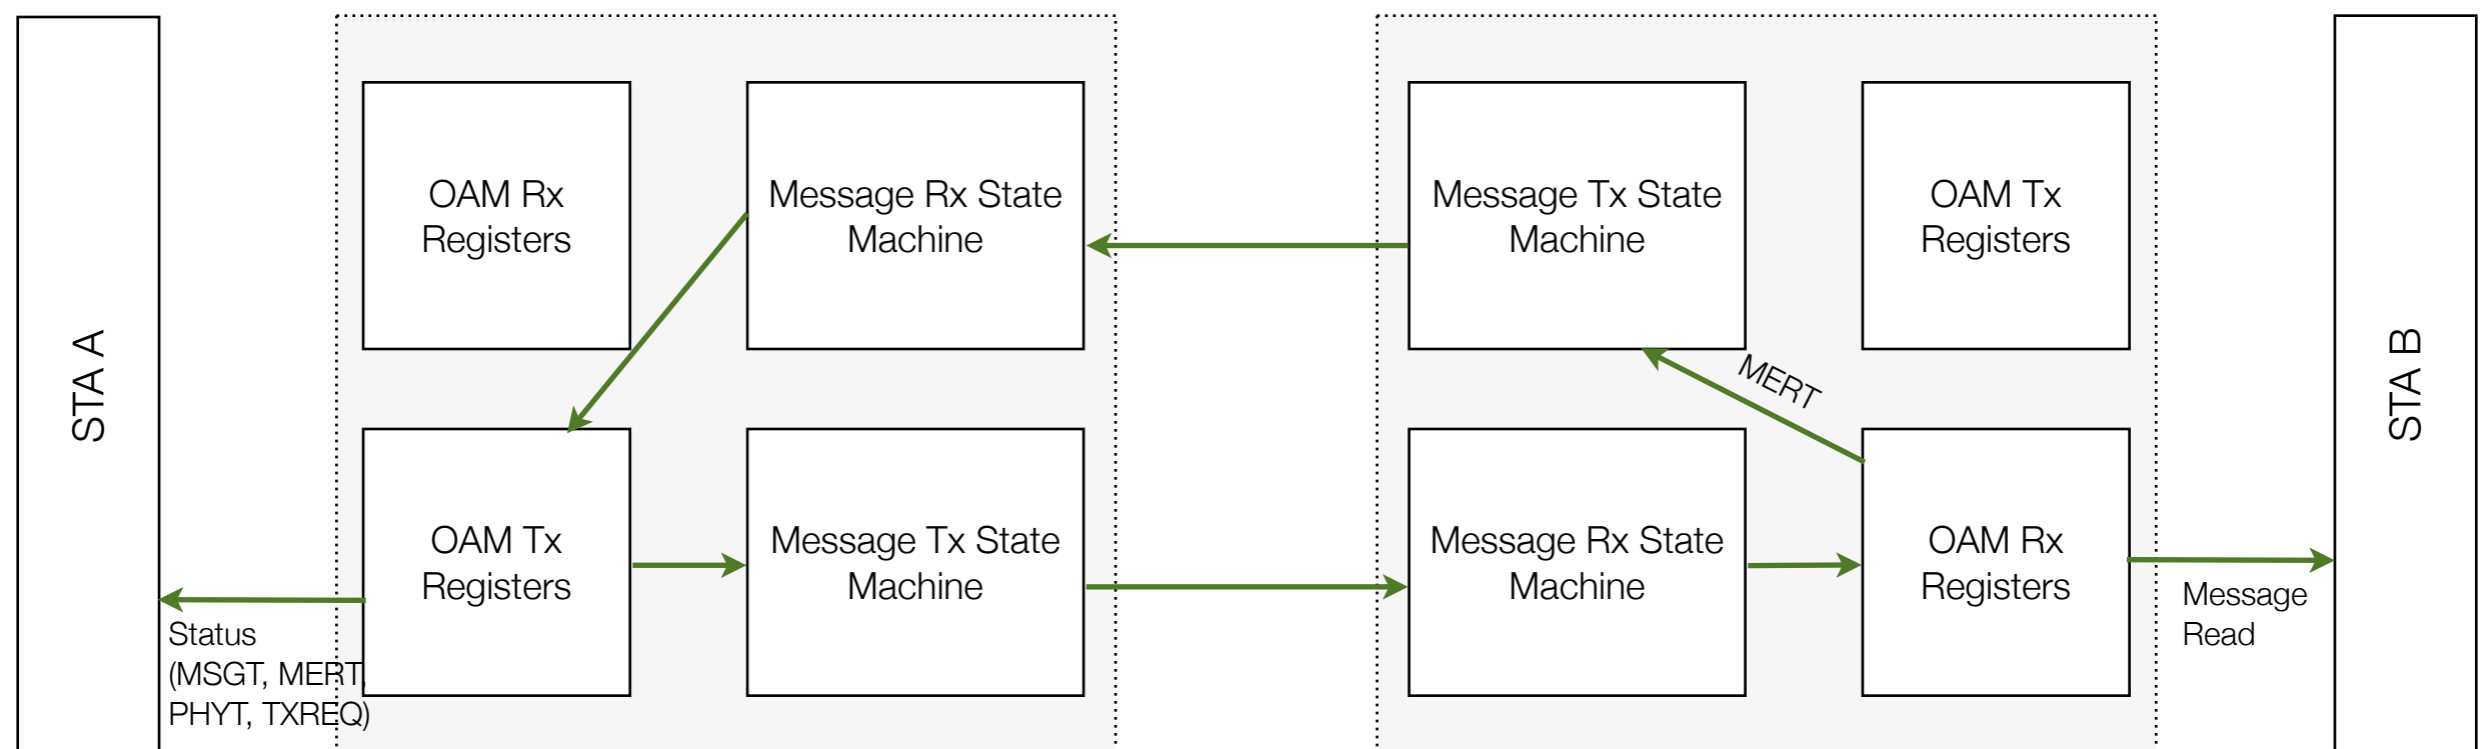 STA A
OAM Rx
Registers
Message Rx State
Machine
Message Tx State
Machine
OAM Tx
Registers
STA B
MERT
OAM Tx
Registers
Message Tx State
Machine
Message Rx State
Machine
OAM Rx
Registers
Status
(MSGT, MERT,
PHYT, TXREQ)
Message
Read